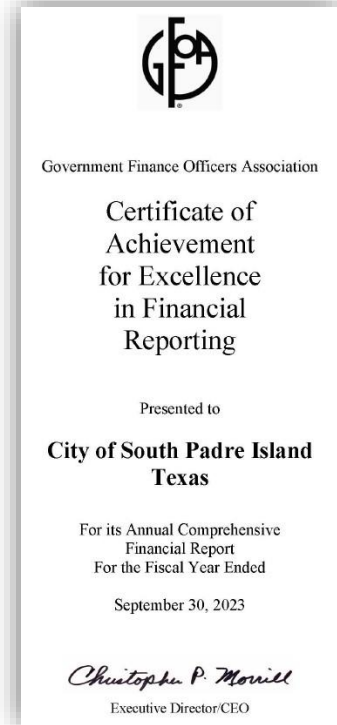 GFOA
®
Government Finance Officers Association
Certificate of
Achievement
for Excellence
in Financial
Reporting
Presented to
City of South Padre Island
Texas
For its Annual Comprehensive
Financial Report
For the Fiscal Year Ended
September 30, 2023
Christopher P. Morrill
Executive Director/CEO